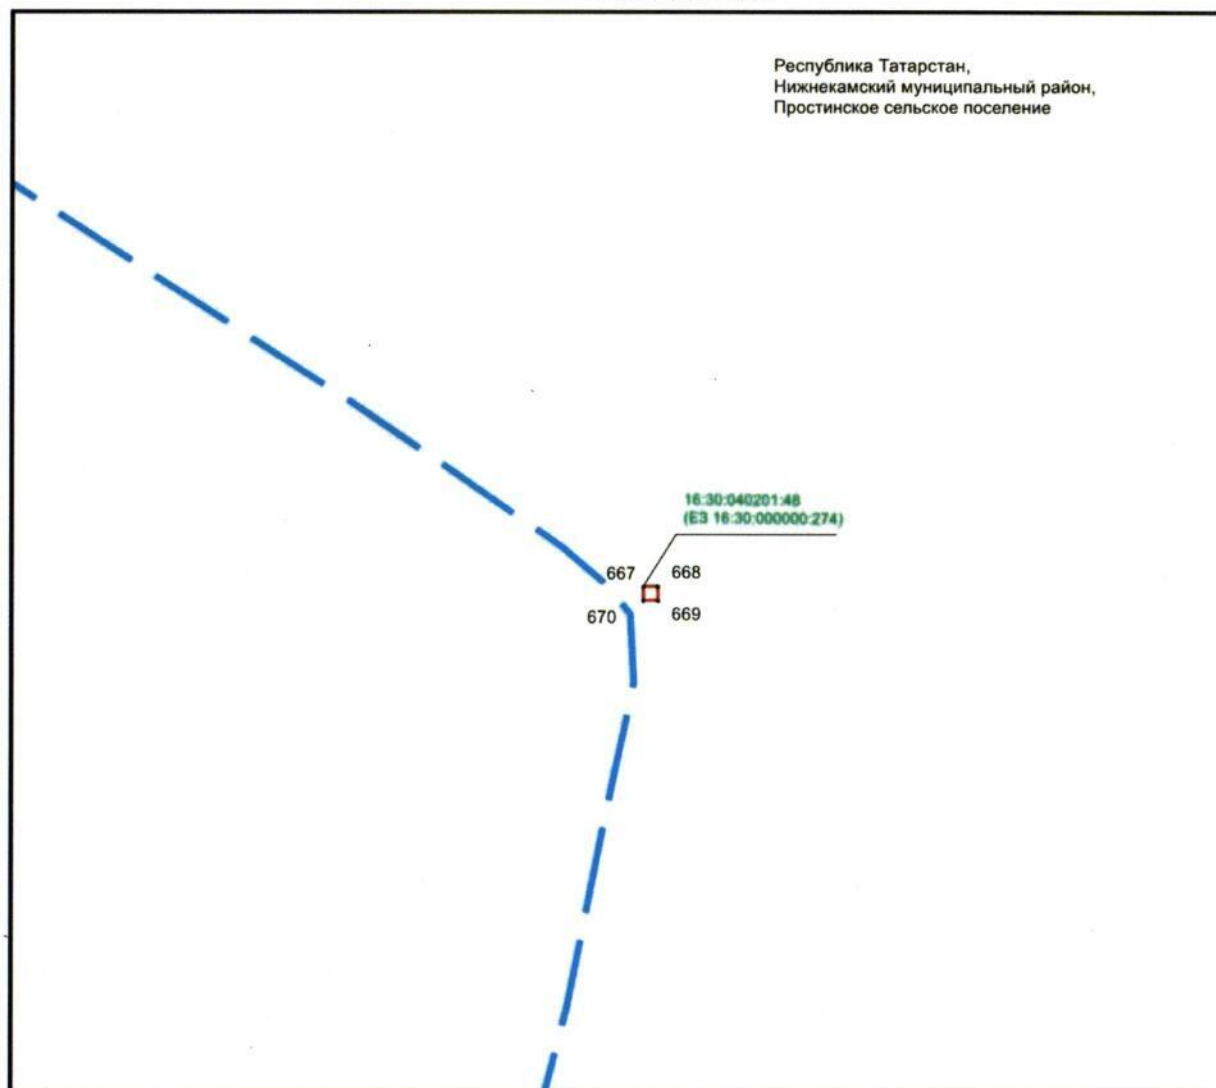 Республика Татарстан,
Нижнекамский муниципальный район,
Простинское сельское поселение
16:30:040201:48
(ЕЗ 16:30:000000:274)
667
668
670
669